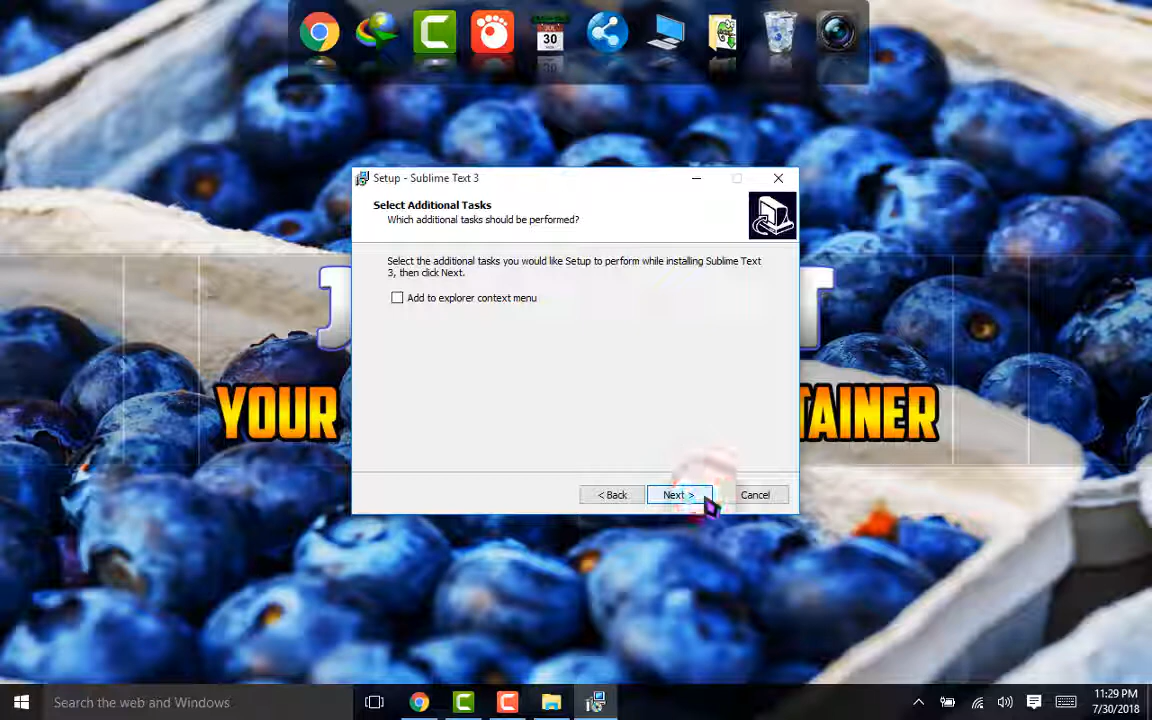 JUL
30
Setup - Sublime Text 3
Select Additional Tasks
Which additional tasks should be performed?
Select the additional tasks you would like Setup to perform while installing Sublime Text
3, then click Next.
Add to explorer context menu
YOUR
TAINER
< Back
Next >
Cancel
Search the web and Windows
11:29 PM
7/30/2018